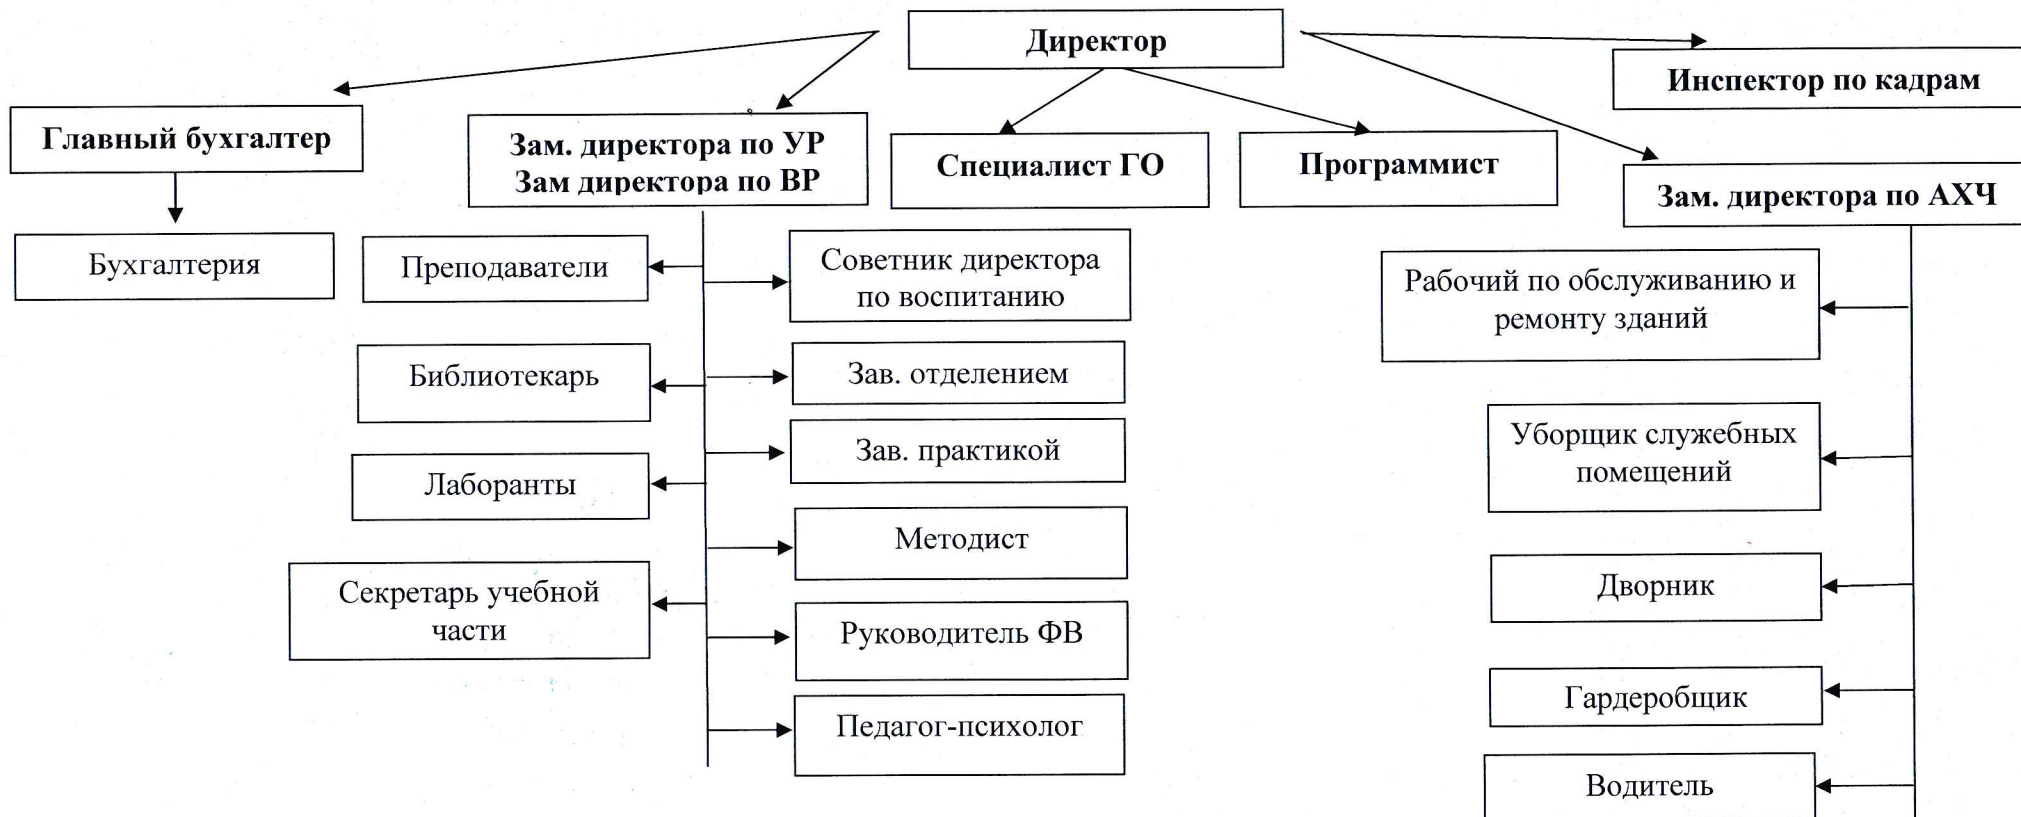 Директор
Инспектор по кадрам
Главный бухгалтер
Зам. директора по УР
Зам директора по ВР
Специалист ГО
Программист
Зам. директора по АХЧ
Бухгалтерия
Преподаватели
Советник директора
по воспитанию
Рабочий по обслуживанию и
ремонту зданий
Библиотекарь
Зав. отделением
Уборщик служебных
помещений
Лаборанты
Зав. практикой
Методист
Секретарь учебной
части
Дворник
Руководитель ФВ
Гардеробщик
Педагог-психолог
Водитель